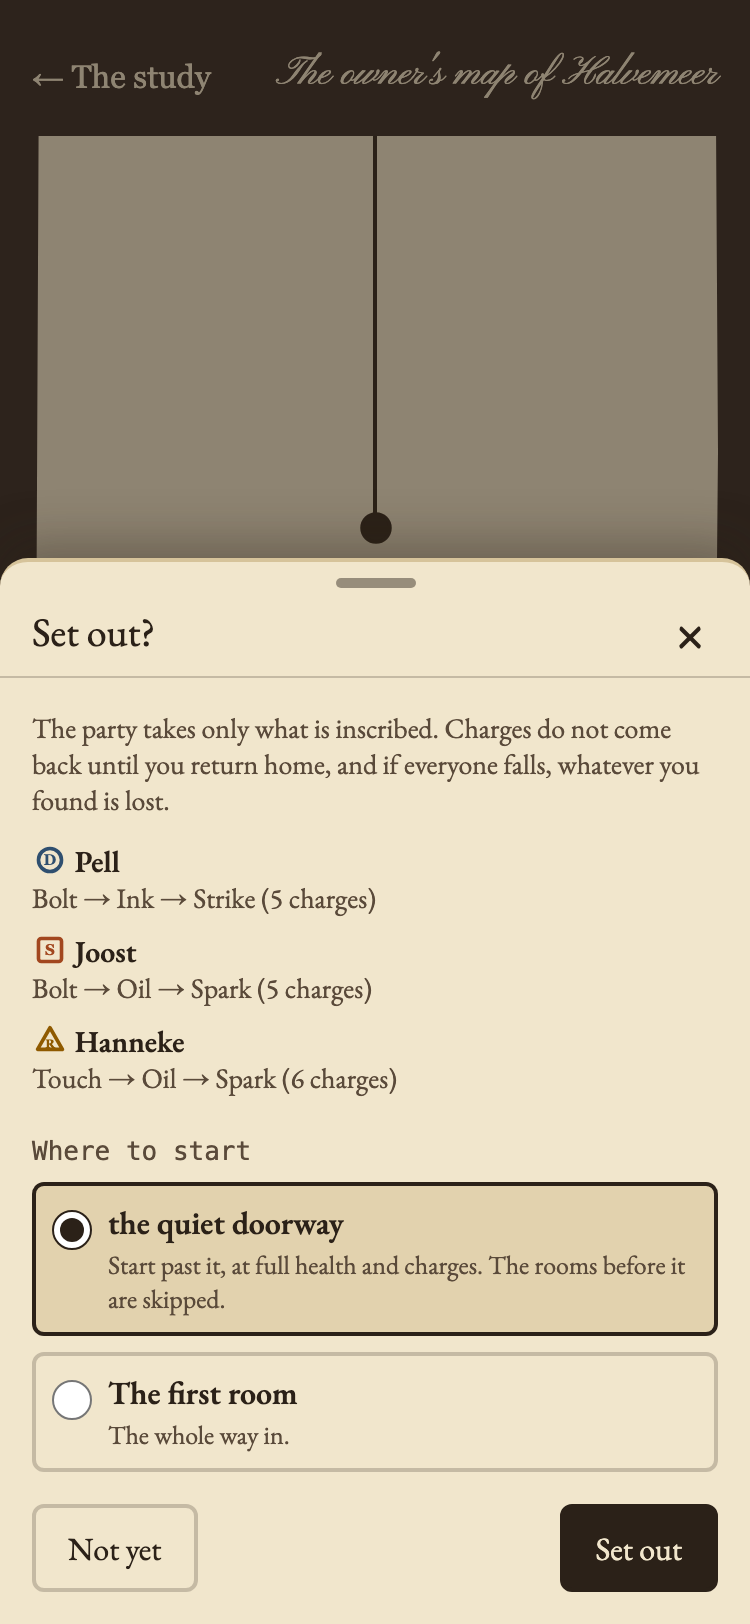 ← The study
The owner's map of Halvemeer
Set out?
The party takes only what is inscribed. Charges do not come
back until you return home, and if everyone falls, whatever you
found is lost.
D Pell
Bolt → Ink → Strike (5 charges)
S Joost
Bolt → Oil → Spark (5 charges)
R Hanneke
Touch → Oil → Spark (6 charges)
Where to start
the quiet doorway
Start past it, at full health and charges. The rooms before it
are skipped.
The first room
The whole way in.
Not yet
Set out